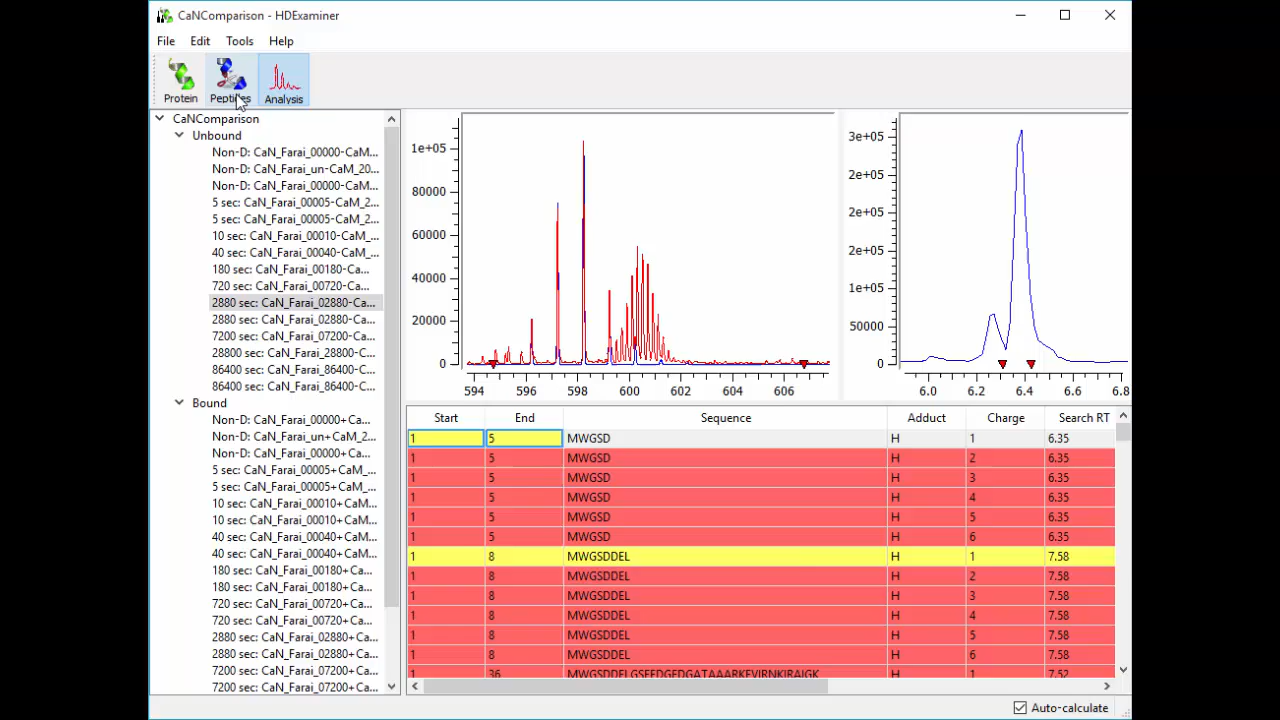 CaNComparison - HDExaminer
File Edit Tools Help
Protein Peptides Analysis
CaNComparison
Unbound
Non-D: CaN_Farai_00000-CaM...
Non-D: CaN_Farai_un-CaM_20...
Non-D: CaN_Farai_00000-CaM...
5 sec: CaN_Farai_00005-CaM_2...
5 sec: CaN_Farai_00005-CaM_2...
10 sec: CaN_Farai_00010-CaM_...
40 sec: CaN_Farai_00040-CaM_...
180 sec: CaN_Farai_00180-Ca...
720 sec: CaN_Farai_00720-Ca...
2880 sec: CaN_Farai_02880-Ca...
2880 sec: CaN_Farai_02880-Ca...
7200 sec: CaN_Farai_07200-Ca...
28800 sec: CaN_Farai_28800-C...
86400 sec: CaN_Farai_86400-C...
86400 sec: CaN_Farai_86400-C...
Bound
Non-D: CaN_Farai_00000+Ca...
Non-D: CaN_Farai_un+CaM_2...
Non-D: CaN_Farai_00000+Ca...
5 sec: CaN_Farai_00005+CaM_...
5 sec: CaN_Farai_00005+CaM_...
10 sec: CaN_Farai_00010+CaM...
10 sec: CaN_Farai_00010+CaM...
40 sec: CaN_Farai_00040+CaM...
40 sec: CaN_Farai_00040+CaM...
180 sec: CaN_Farai_00180+Ca...
180 sec: CaN_Farai_00180+Ca...
720 sec: CaN_Farai_00720+Ca...
720 sec: CaN_Farai_00720+Ca...
2880 sec: CaN_Farai_02880+Ca...
2880 sec: CaN_Farai_02880+Ca...
7200 sec: CaN_Farai_07200+Ca...
7200 sec: CaN_Farai_07200+Ca...
1e+05
80000
60000
40000
20000
0
594 596 598 600 602 604 606
3e+05
2e+05
2e+05
2e+05
1e+05
50000
0
6.0 6.2 6.4 6.6 6.8
Start End Sequence Adduct Charge Search RT
1 5 MWGSD H 1 6.35
1 5 MWGSD H 2 6.35
1 5 MWGSD H 3 6.35
1 5 MWGSD H 4 6.35
1 5 MWGSD H 5 6.35
1 5 MWGSD H 6 6.35
1 8 MWGSDDEL H 1 7.58
1 8 MWGSDDEL H 2 7.58
1 8 MWGSDDEL H 3 7.58
1 8 MWGSDDEL H 4 7.58
1 8 MWGSDDEL H 5 7.58
1 8 MWGSDDEL H 6 7.58
1 36 H 1 7.52
Auto-calculate